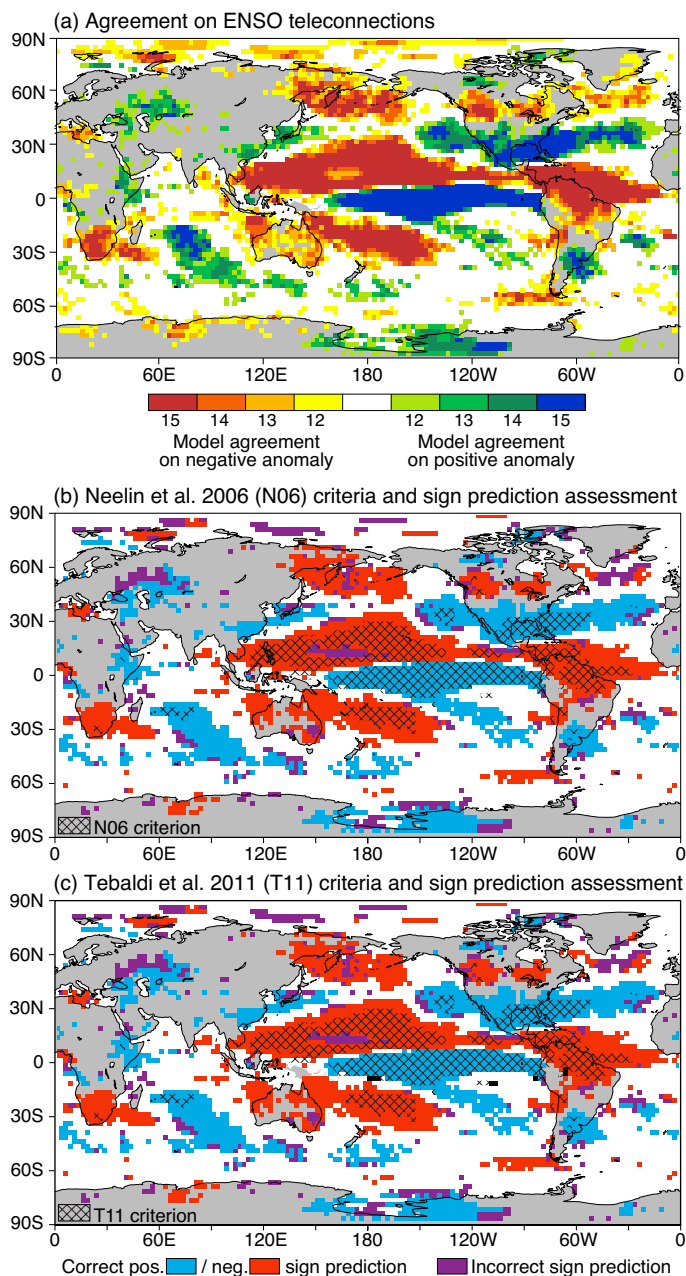 (a) Agreement on ENSO teleconnections
90N
60N
30N
0
30S
60S
90S
0 60E 120E 180 120W 60W 0
15 14 13 12 12 13 14 15
Model agreement on negative anomaly
Model agreement on positive anomaly
(b) Neelin et al. 2006 (N06) criteria and sign prediction assessment
90N
60N
30N
0
30S
60S
90S
N06 criterion
0 60E 120E 180 120W 60W 0
(c) Tebaldi et al. 2011 (T11) criteria and sign prediction assessment
90N
60N
30N
0
30S
60S
90S
T11 criterion
0 60E 120E 180 120W 60W 0
Correct pos. / neg. sign prediction Incorrect sign prediction